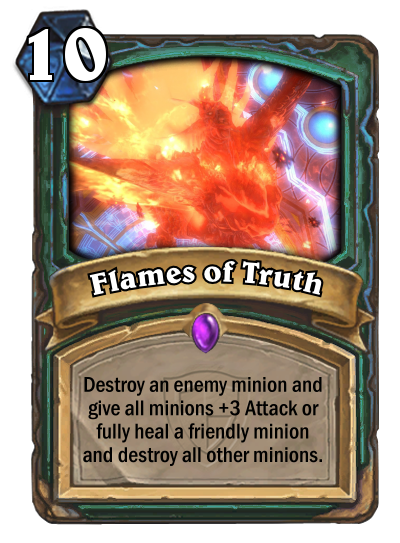 10
Flames of Truth
Destroy an enemy minion and
give all minions +3 Attack or
fully heal a friendly minion
and destroy all other minions.